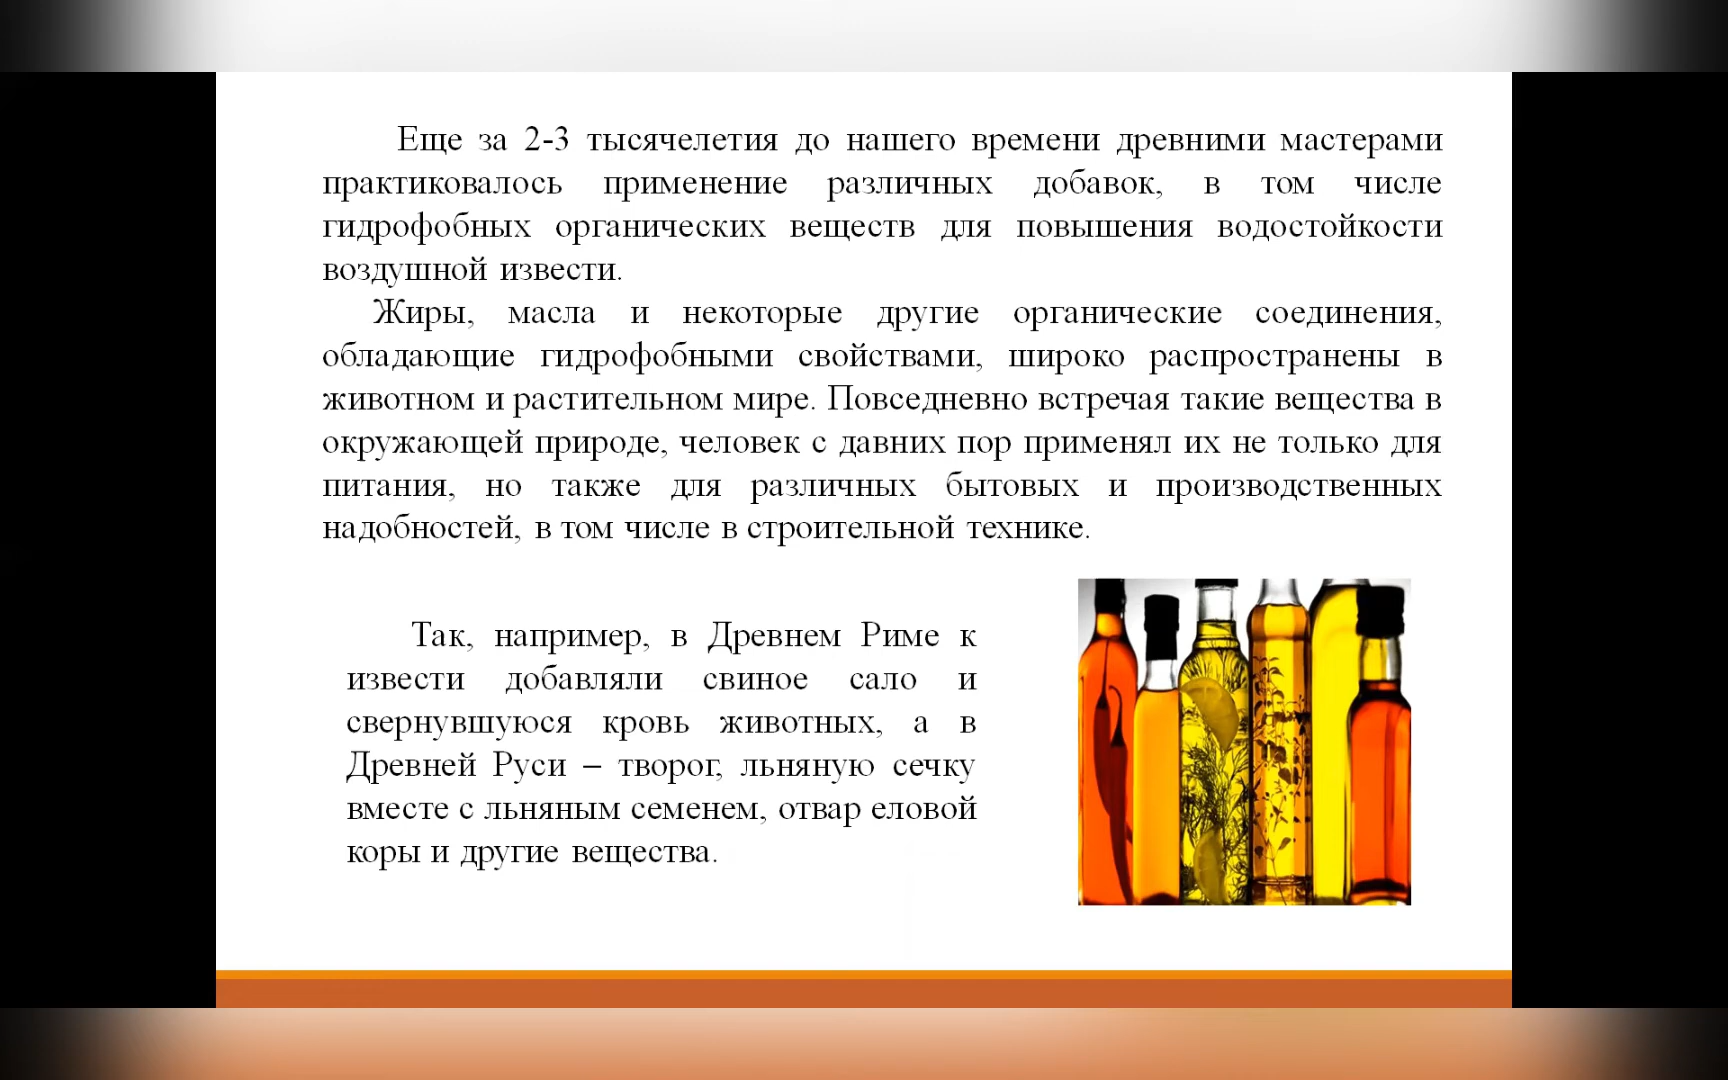 Еще за 2-3 тысячелетия до нашего времени древними мастерами
практиковалось применение различных добавок, в том числе
гидрофобных органических веществ для повышения водостойкости
воздушной извести.
Жиры, масла и некоторые другие органические соединения,
обладающие гидрофобными свойствами, широко распространены в
животном и растительном мире. Повседневно встречая такие вещества в
окружающей природе, человек с давних пор применял их не только для
питания, но также для различных бытовых и производственных
надобностей, в том числе в строительной технике.
Так, например, в Древнем Риме к
извести добавляли свиное сало и
свернувшуюся кровь животных, а в
Древней Руси – творог, льняную сечку
вместе с льняным семенем, отвар еловой
коры и другие вещества.